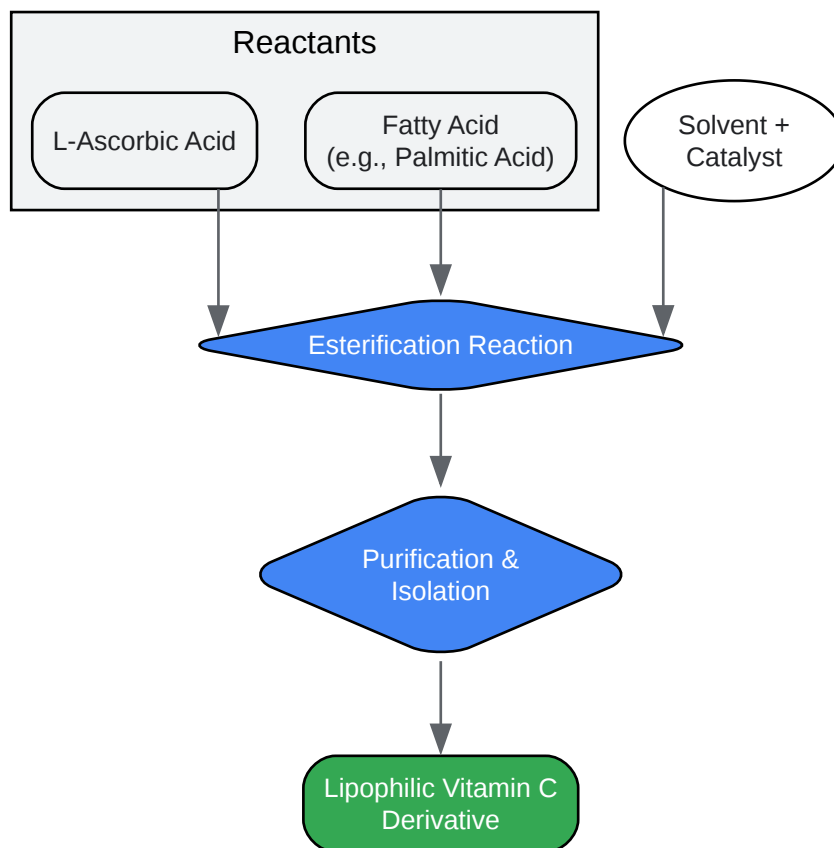 Reactants
L-Ascorbic Acid
Fatty Acid
(e.g., Palmitic Acid)
Solvent +
Catalyst
Esterification Reaction
Purification &
Isolation
Lipophilic Vitamin C
Derivative